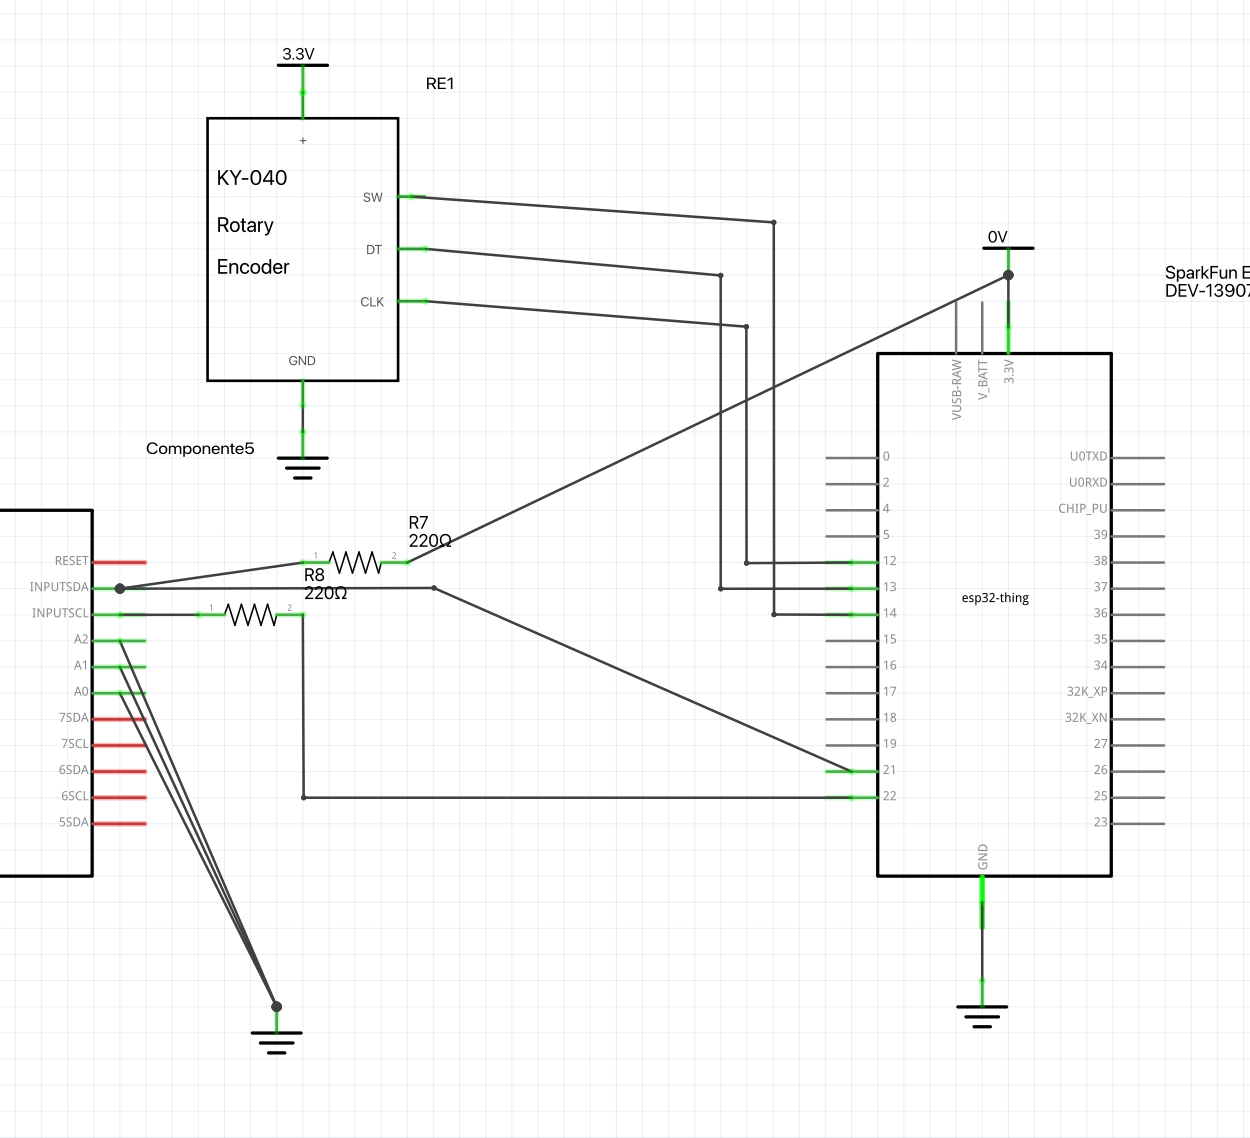 3.3V
RE1
+
KY-040
SW
Rotary
DT
Encoder
CLK
GND
0V
SparkFun E
DEV-13907
VUSB-RAW
V_BATT
3.3V
Componente5
0
2
4
5
12
13
14
15
16
17
18
19
21
22
U0TXD
U0RXD
CHIP_PU
39
38
37
36
35
34
32K_XP
32K_XN
27
26
25
23
esp32-thing
GND
R7
220Ω
1
2
R8
220Ω
1
2
RESET
INPUTSDA
INPUTSCL
A2
A1
A0
7SDA
7SCL
6SDA
6SCL
5SDA